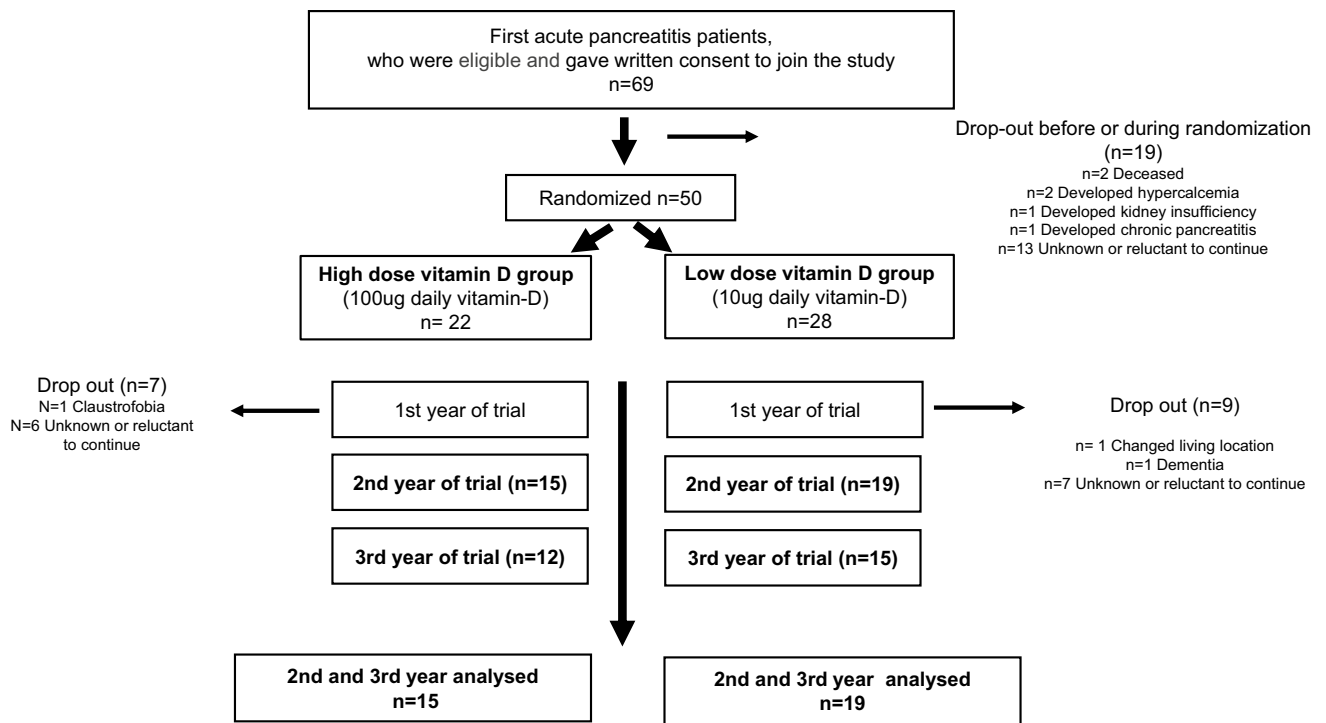 First acute pancreatitis patients,
who were eligible and gave written consent to join the study
n=69
Drop-out before or during randomization
(n=19)
n=2 Deceased
n=2 Developed hypercalcemia
n=1 Developed kidney insufficiency
n=1 Developed chronic pancreatitis
n=13 Unknown or reluctant to continue
Randomized n=50
High dose vitamin D group
(100ug daily vitamin-D)
n= 22
Low dose vitamin D group
(10ug daily vitamin-D)
n=28
Drop out (n=7)
N=1 Claustrofobia
N=6 Unknown or reluctant
to continue
1st year of trial
1st year of trial
Drop out (n=9)
n= 1 Changed living location
n=1 Dementia
n=7 Unknown or reluctant to continue
2nd year of trial (n=15)
2nd year of trial (n=19)
3rd year of trial (n=12)
3rd year of trial (n=15)
2nd and 3rd year analysed
n=15
2nd and 3rd year  analysed
n=19